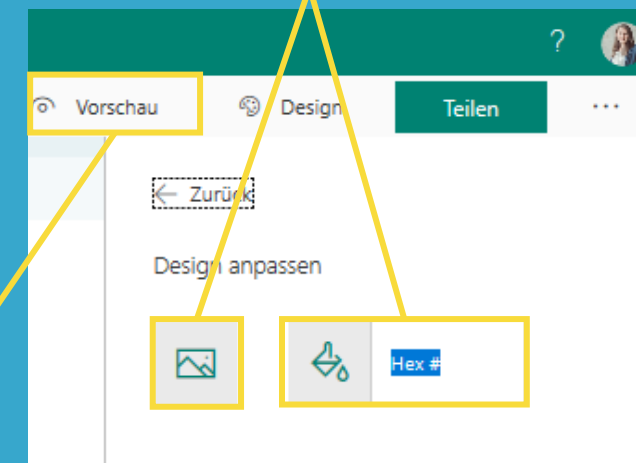 ?
Vorschau Design Teilen ...
← Zurück
Design anpassen
Hex #